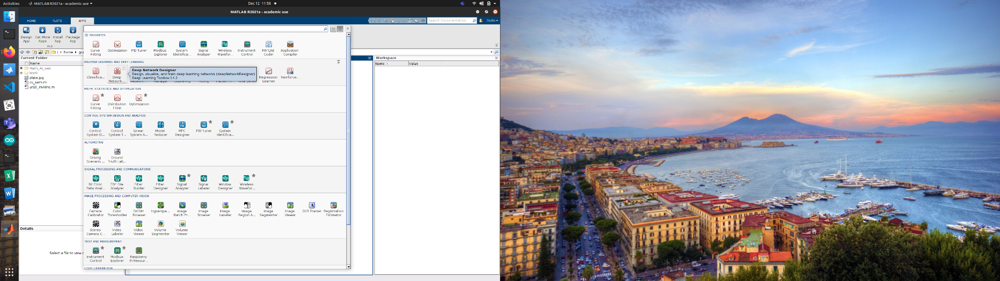 Activities
MATLAB R2021a - academic use
Dec 12 11:58
MATLAB R2021a - academic use
HOME
PLOTS
APPS
Search Documentation
Giulio
Design App
Get More Apps
Install App
Package App
FILE
/ home
Current Folder
Name
Math_AI_web
Work
plate.jpg
cv_sem.m
ur10_invkine.m
Details
Select a file to view
FAVORITES
Curve Fitting
Optimization
PID Tuner
Modbus Explorer
System Identifica...
Signal Analyzer
Wireless Wavefor...
Instrument Control
MATLAB Coder
Application Compiler
MACHINE LEARNING AND DEEP LEARNING
Classifica...
Deep Network ...
Deep Network Designer
Design, visualize, and train deep learning networks (deepNetworkDesigner)
Deep Learning Toolbox 14.2
Regression Learner
Reinforce...
MATH, STATISTICS AND OPTIMIZATION
Curve Fitting
Distribution Fitter
Optimization
CONTROL SYSTEM DESIGN AND ANALYSIS
Control System D...
Control System T...
Linear System A...
Model Reducer
MPC Designer
PID Tuner
System Identifica...
AUTOMOTIVE
Driving Scenario ...
Ground Truth Lab...
SIGNAL PROCESSING AND COMMUNICATIONS
Bit Error Rate Anal...
EDF File Analyzer
Filter Builder
Filter Designer
Signal Analyzer
Signal Labeler
Window Designer
Wireless Wavefor...
IMAGE PROCESSING AND COMPUTER VISION
Camera Calibrator
Color Thresholder
DICOM Browser
Hyperspe...
Image Batch Pr...
Image Browser
Image Labeler
Image Region A...
Image Segmenter
Image Viewer
OCR Trainer
Registration Estimator
Stereo Camera C...
Video Labeler
Video Viewer
Volume Segmenter
Volume Viewer
TEST AND MEASUREMENT
Instrument Control
Modbus Explorer
Raspberry Pi Resour...
CODE GENERATION
Workspace
Name
Value